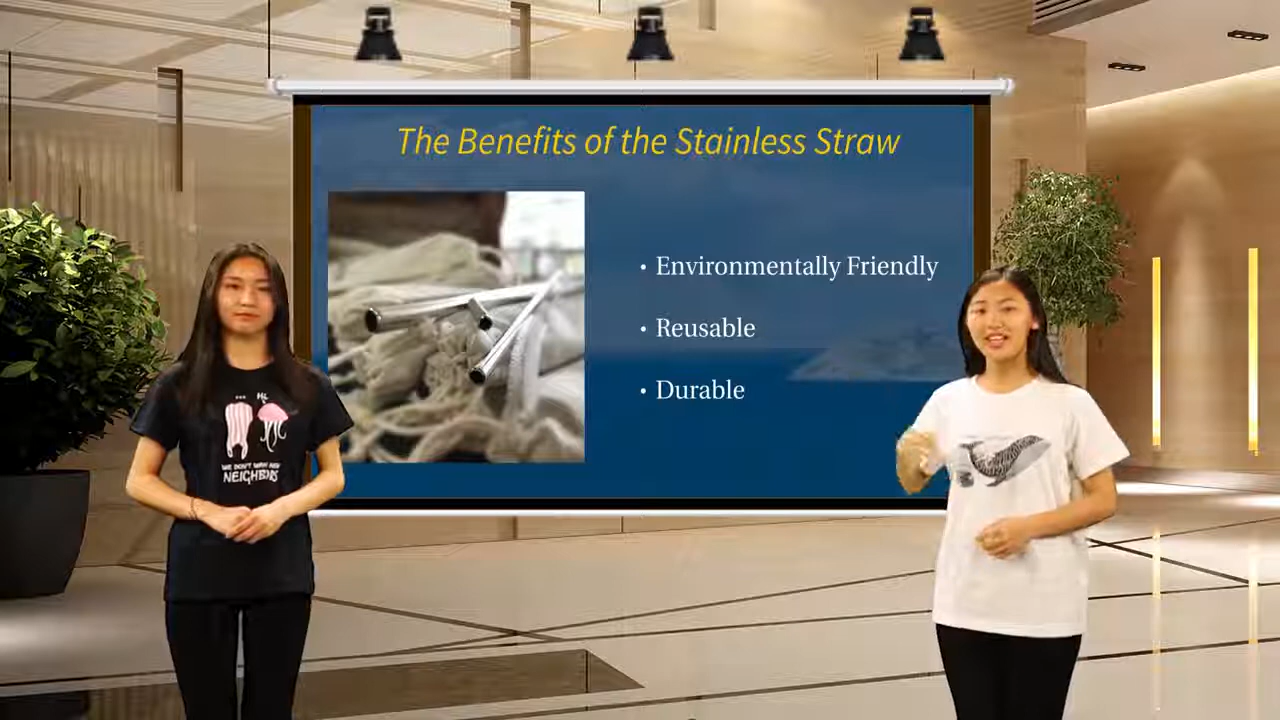 The Benefits of the Stainless Straw
• Environmentally Friendly
• Reusable
• Durable
NEIGHBORS